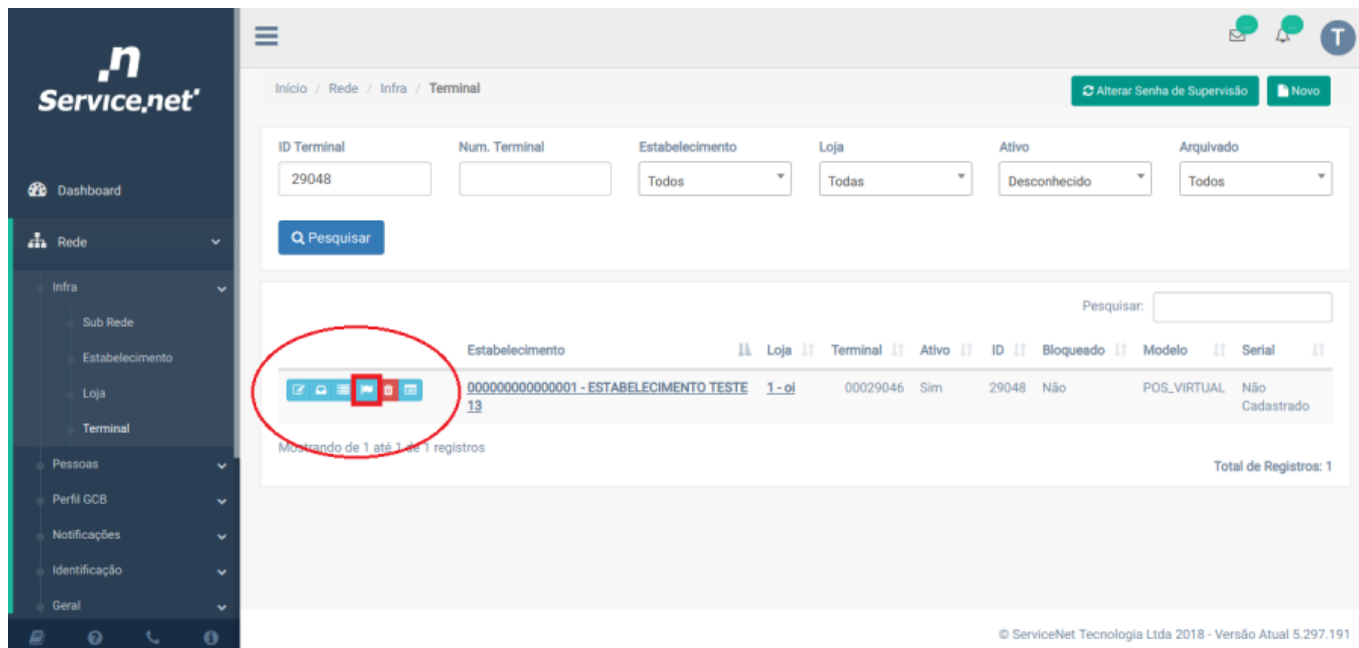 n
Service.net
Dashboard
Rede
Infra
Sub Rede
Estabelecimento
Loja
Terminal
Pessoas
Perfil GCB
Notificações
Identificação
Geral
T
Início / Rede / Infra / Terminal
Alterar Senha de Supervisão
Novo
ID Terminal Num. Terminal Estabelecimento Loja Ativo Arquivado
29048 Todos Todas Desconhecido Todos
Pesquisar
Pesquisar:
Estabelecimento Loja Terminal Ativo ID Bloqueado Modelo Serial
000000000000001 - ESTABELECIMENTO TESTE 1 - oi 00029046 Sim 29048 Não POS_VIRTUAL Não
13 Cadastrado
Mostrando de 1 até 1 de 1 registros
Total de Registros: 1
© ServiceNet Tecnologia Ltda 2018 - Versão Atual 5.297.191